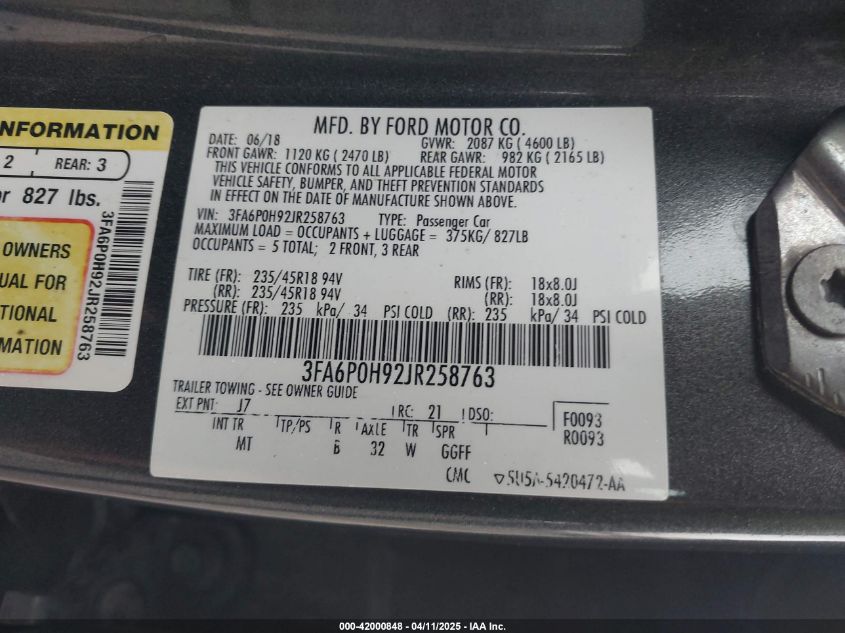 NFORMATION
2 REAR: 3
or 827 lbs.
OWNERS
UAL FOR
TIONAL
MATION
3FA6P0H92JR258763
MFD. BY FORD MOTOR CO.
DATE: 06/18 GVWR: 2087 KG ( 4600 LB)
FRONT GAWR: 1120 KG ( 2470 LB) REAR GAWR: 982 KG ( 2165 LB)
THIS VEHICLE CONFORMS TO ALL APPLICABLE FEDERAL MOTOR
VEHICLE SAFETY, BUMPER, AND THEFT PREVENTION STANDARDS
IN EFFECT ON THE DATE OF MANUFACTURE SHOWN ABOVE.
VIN: 3FA6P0H92JR258763 TYPE: Passenger Car
MAXIMUM LOAD = OCCUPANTS + LUGGAGE = 375KG/ 827LB
OCCUPANTS = 5 TOTAL; 2 FRONT, 3 REAR
TIRE (FR): 235/45R18 94V RIMS (FR): 18x8.0J
(RR): 235/45R18 94V (RR): 18x8.0J
PRESSURE (FR): 235 kPa/ 34 PSI COLD (RR): 235 kPa/ 34 PSI COLD
3FA6P0H92JR258763
TRAILER TOWING - SEE OWNER GUIDE
EXT PNT: J7 RC: 21 DSO: F0093
INT TR TP/PS R AXLE TR SPR R0093
MT B 32 W GGFF
CMC ▽5U5A-5420472-AA
000-42000848 - 04/11/2025 - IAA Inc.